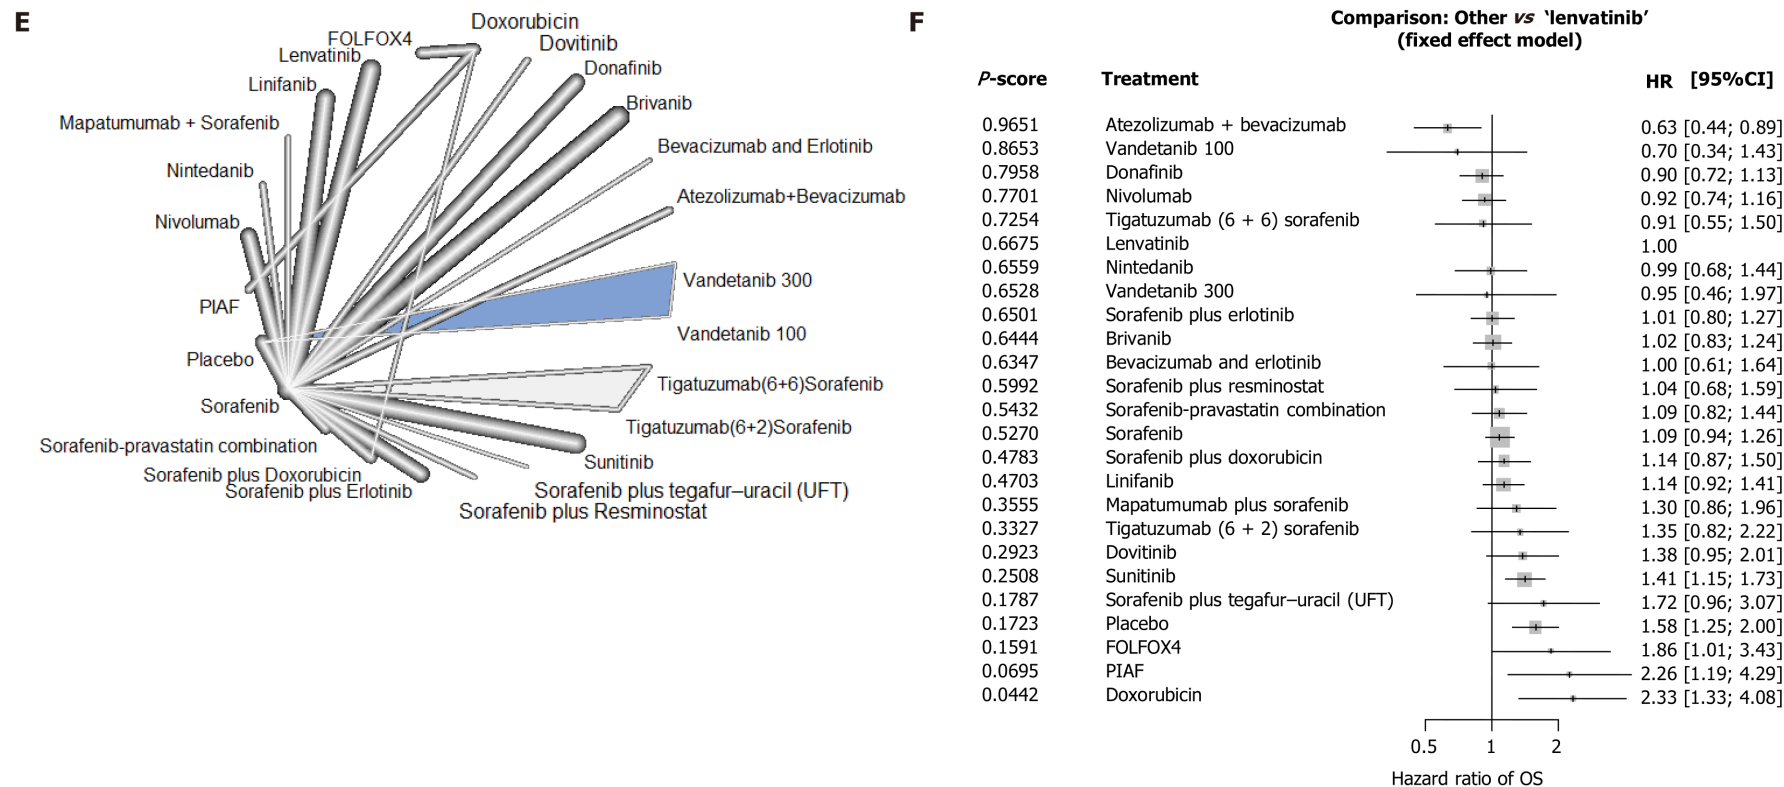 E
Doxorubicin
FOLFOX4
Dovitinib
Lenvatinib
Donafinib
Linifanib
Brivanib
Mapatumumab + Sorafenib
Bevacizumab and Erlotinib
Nintedanib
Atezolizumab+Bevacizumab
Nivolumab
Vandetanib 300
PIAF
Vandetanib 100
Placebo
Tigatuzumab(6+6)Sorafenib
Sorafenib
Tigatuzumab(6+2)Sorafenib
Sorafenib-pravastatin combination
Sunitinib
Sorafenib plus Doxorubicin
Sorafenib plus Erlotinib
Sorafenib plus tegafur–uracil (UFT)
Sorafenib plus Resminostat
F
Comparison: Other vs ‘lenvatinib’
(fixed effect model)
P-score Treatment HR [95%CI]
0.9651 Atezolizumab + bevacizumab 0.63 [0.44; 0.89]
0.8653 Vandetanib 100 0.70 [0.34; 1.43]
0.7958 Donafinib 0.90 [0.72; 1.13]
0.7701 Nivolumab 0.92 [0.74; 1.16]
0.7254 Tigatuzumab (6 + 6) sorafenib 0.91 [0.55; 1.50]
0.6675 Lenvatinib 1.00
0.6559 Nintedanib 0.99 [0.68; 1.44]
0.6528 Vandetanib 300 0.95 [0.46; 1.97]
0.6501 Sorafenib plus erlotinib 1.01 [0.80; 1.27]
0.6444 Brivanib 1.02 [0.83; 1.24]
0.6347 Bevacizumab and erlotinib 1.00 [0.61; 1.64]
0.5992 Sorafenib plus resminostat 1.04 [0.68; 1.59]
0.5432 Sorafenib-pravastatin combination 1.09 [0.82; 1.44]
0.5270 Sorafenib 1.09 [0.94; 1.26]
0.4783 Sorafenib plus doxorubicin 1.14 [0.87; 1.50]
0.4703 Linifanib 1.14 [0.92; 1.41]
0.3555 Mapatumumab plus sorafenib 1.30 [0.86; 1.96]
0.3327 Tigatuzumab (6 + 2) sorafenib 1.35 [0.82; 2.22]
0.2923 Dovitinib 1.38 [0.95; 2.01]
0.2508 Sunitinib 1.41 [1.15; 1.73]
0.1787 Sorafenib plus tegafur–uracil (UFT) 1.72 [0.96; 3.07]
0.1723 Placebo 1.58 [1.25; 2.00]
0.1591 FOLFOX4 1.86 [1.01; 3.43]
0.0695 PIAF 2.26 [1.19; 4.29]
0.0442 Doxorubicin 2.33 [1.33; 4.08]
0.5 1 2
Hazard ratio of OS